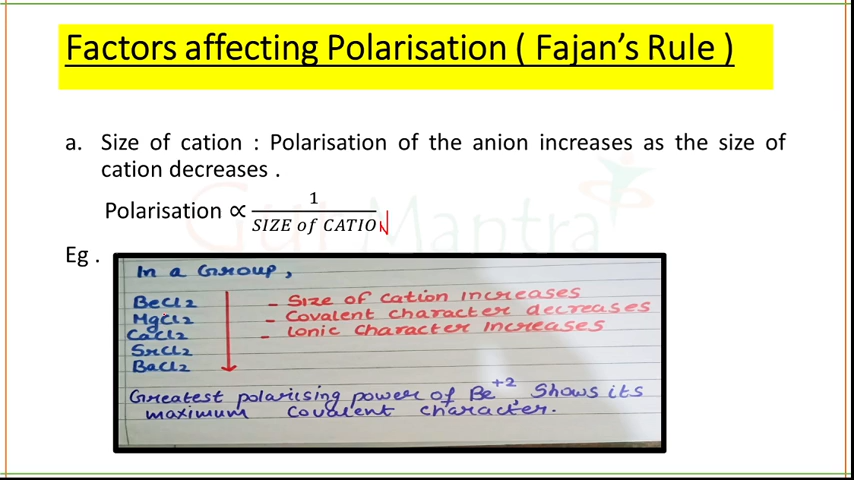 Factors affecting Polarisation ( Fajan's Rule )
a. Size of cation : Polarisation of the anion increases as the size of
cation decreases .
Polarisation ∝ 1 / SIZE of CATION
Eg .
In a Group,
BeCl2 - Size of cation increases
MgCl2 - Covalent character decreases
CaCl2 - Ionic character increases
SrCl2
BaCl2
Greatest polarising power of Be+2, Shows its
maximum covalent character.